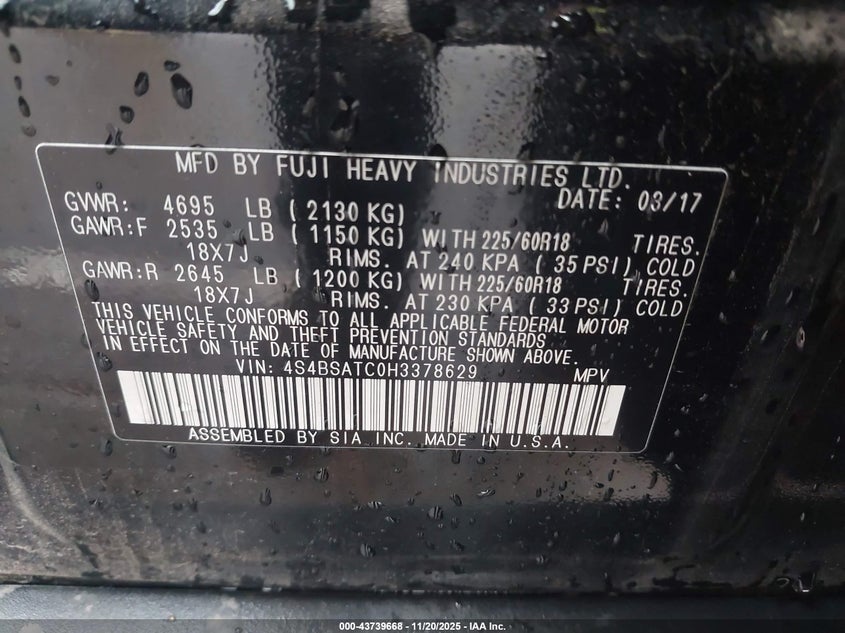 MFD BY FUJI HEAVY INDUSTRIES LTD.
DATE: 03/17
GVWR: 4695 LB ( 2130 KG)
GAWR:F 2535 LB ( 1150 KG) WITH 225/60R18 TIRES.
18X7J RIMS. AT 240 KPA ( 35 PSI) COLD
GAWR:R 2645 LB ( 1200 KG) WITH 225/60R18 TIRES.
18X7J RIMS. AT 230 KPA ( 33 PSI) COLD
THIS VEHICLE CONFORMS TO ALL APPLICABLE FEDERAL MOTOR
VEHICLE SAFETY AND THEFT PREVENTION STANDARDS
IN EFFECT ON THE DATE OF MANUFACTURE SHOWN ABOVE.
VIN: 4S4BSATC0H3378629 MPV
ASSEMBLED BY SIA INC. MADE IN U.S.A.
000-43739668 - 11/20/2025 - IAA Inc.